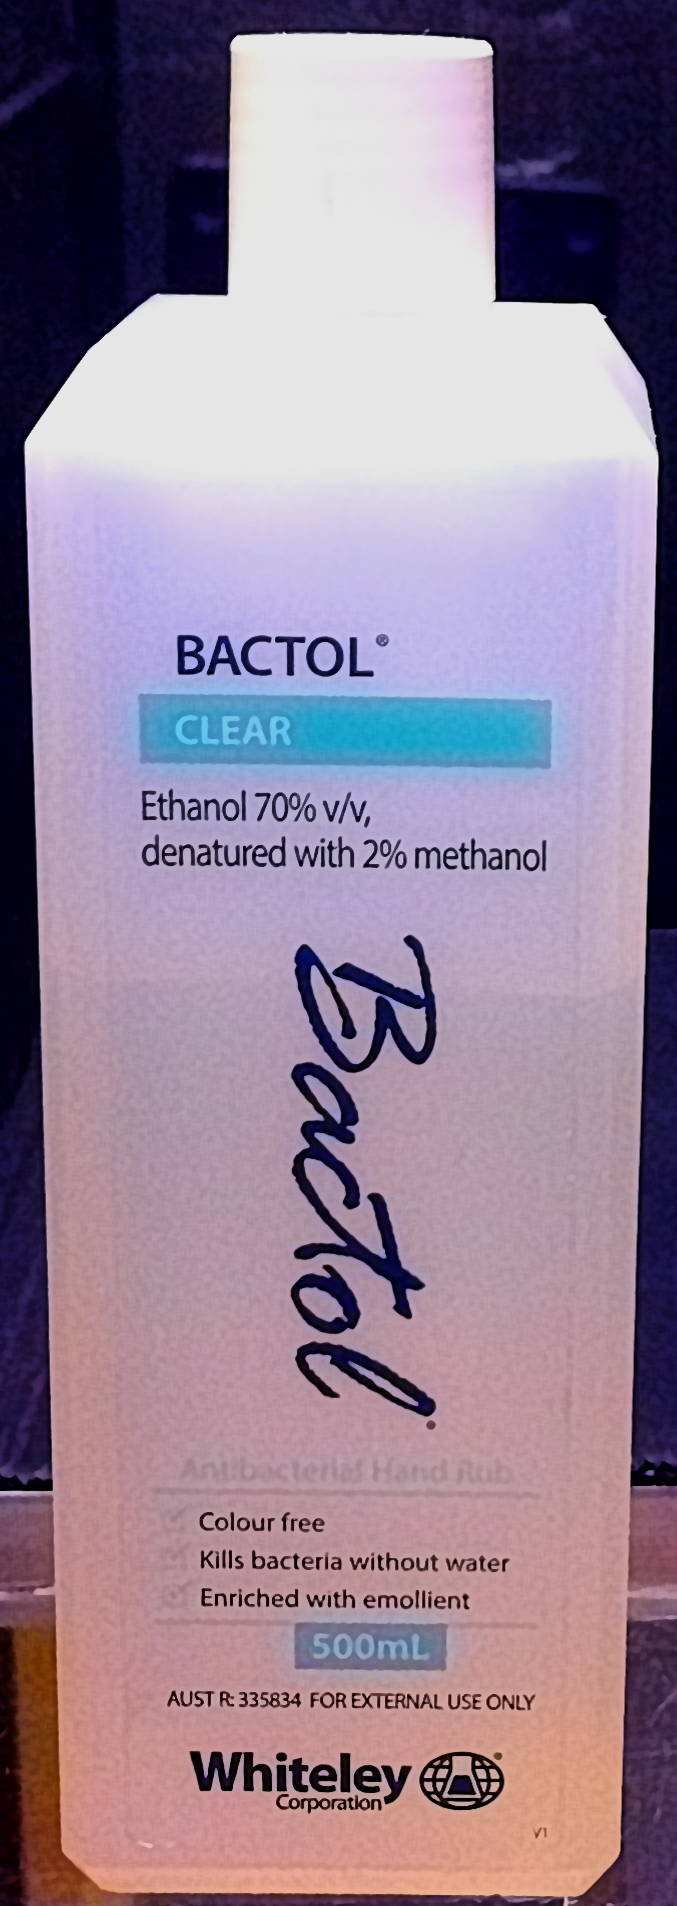 BACTOL®
CLEAR
Ethanol 70% v/v,
denatured with 2% methanol
Bactol
Antibacterial Hand Rub
Colour free
Kills bacteria without water
Enriched with emollient
500mL
AUST R: 335834 FOR EXTERNAL USE ONLY
Whiteley
Corporation
V1